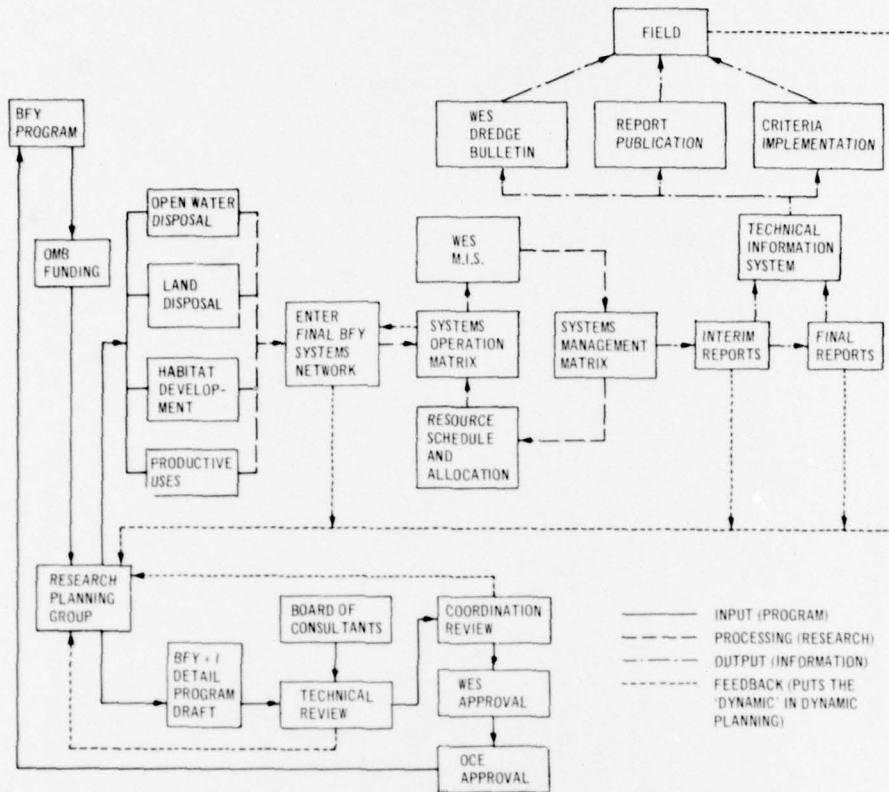 FIELD
BFY
PROGRAM
WES
DREDGE
BULLETIN
REPORT
PUBLICATION
CRITERIA
IMPLEMENTATION
OPEN WATER
DISPOSAL
OMB
FUNDING
WES
M.I.S.
TECHNICAL
INFORMATION
SYSTEM
LAND
DISPOSAL
ENTER
FINAL BFY
SYSTEMS
NETWORK
SYSTEMS
OPERATION
MATRIX
SYSTEMS
MANAGEMENT
MATRIX
INTERIM
REPORTS
FINAL
REPORTS
HABITAT
DEVELOP-
MENT
RESOURCE
SCHEDULE
AND
ALLOCATION
PRODUCTIVE
USES
RESEARCH
PLANNING
GROUP
BOARD OF
CONSULTANTS
COORDINATION
REVIEW
BFY + 1
DETAIL
PROGRAM
DRAFT
TECHNICAL
REVIEW
WES
APPROVAL
OCE
APPROVAL
INPUT (PROGRAM)
PROCESSING (RESEARCH)
OUTPUT (INFORMATION)
FEEDBACK (PUTS THE
'DYNAMIC' IN DYNAMIC
PLANNING)